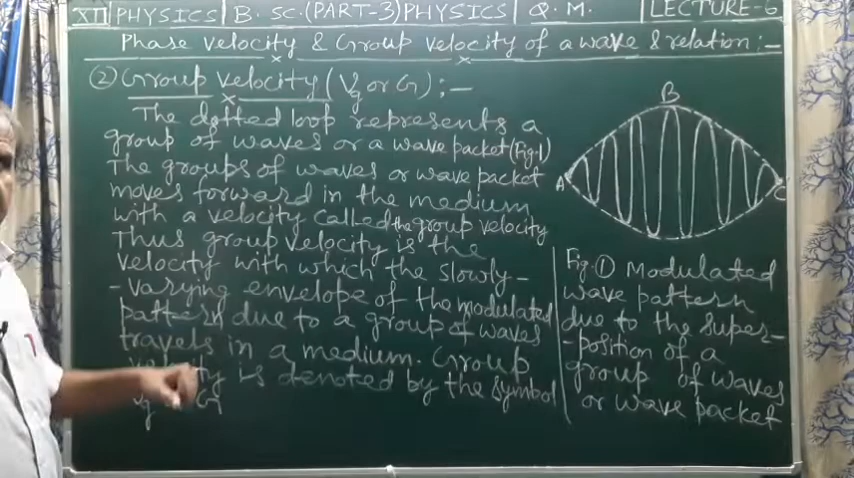 XII PHYSICS B. SC. (PART-3) PHYSICS Q. M. LECTURE-6
Phase velocity & Group velocity of a wave & relation:-
② Group velocity (Vg or G):-
The dotted loop represents a
group of waves or a wave packet (Fig.1)
The groups of waves or wave packet
moves forward in the medium
with a velocity called the group velocity
Thus group velocity is the
velocity with which the slowly-
-varying envelope of the modulated
pattern due to a group of waves
travels in a medium. Group
is denoted by the symbol
G
B
A
C
Fig. ① Modulated
wave pattern
due to the super-
-position of a
group of waves
or wave packet